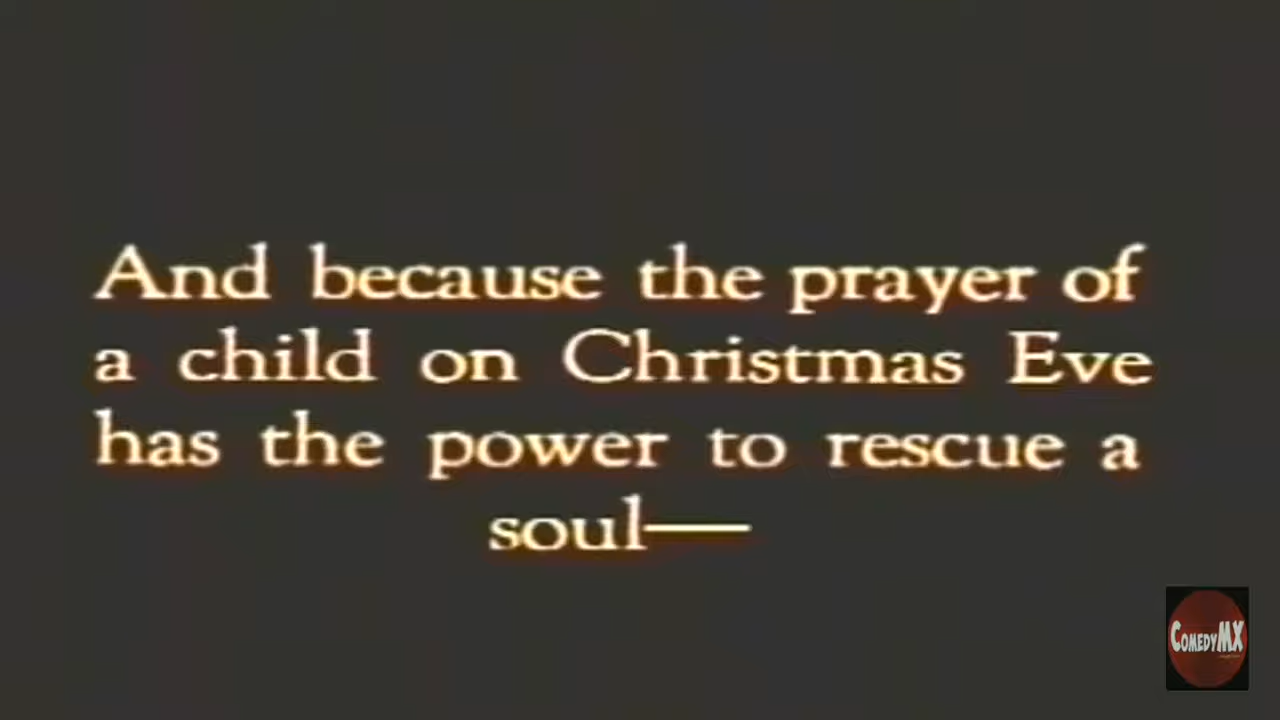 And because the prayer of
a child on Christmas Eve
has the power to rescue a
soul—
COMEDYMX